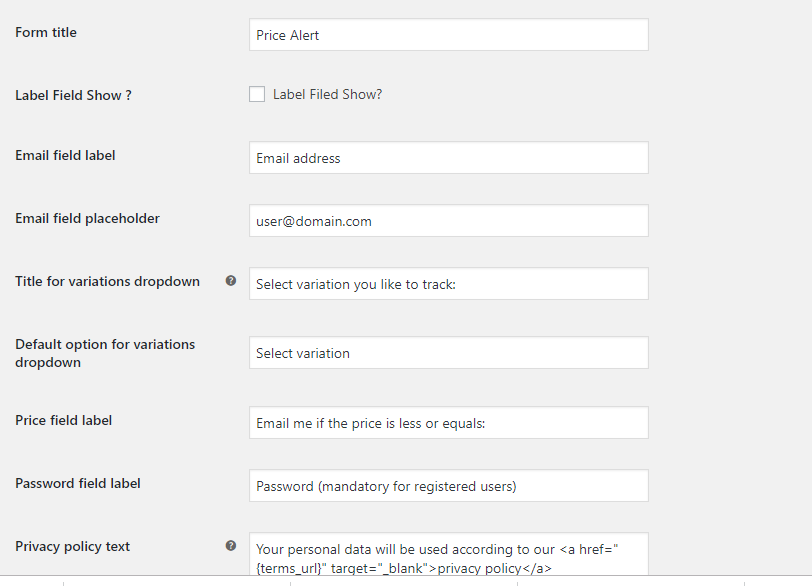 Form title
Price Alert
Label Field Show ?
Label Filed Show?
Email field label
Email address
Email field placeholder
user@domain.com
Title for variations dropdown
Select variation you like to track:
Default option for variations
dropdown
Select variation
Price field label
Email me if the price is less or equals:
Password field label
Password (mandatory for registered users)
Privacy policy text
Your personal data will be used according to our <a href="
{terms_url}" target="_blank">privacy policy</a>